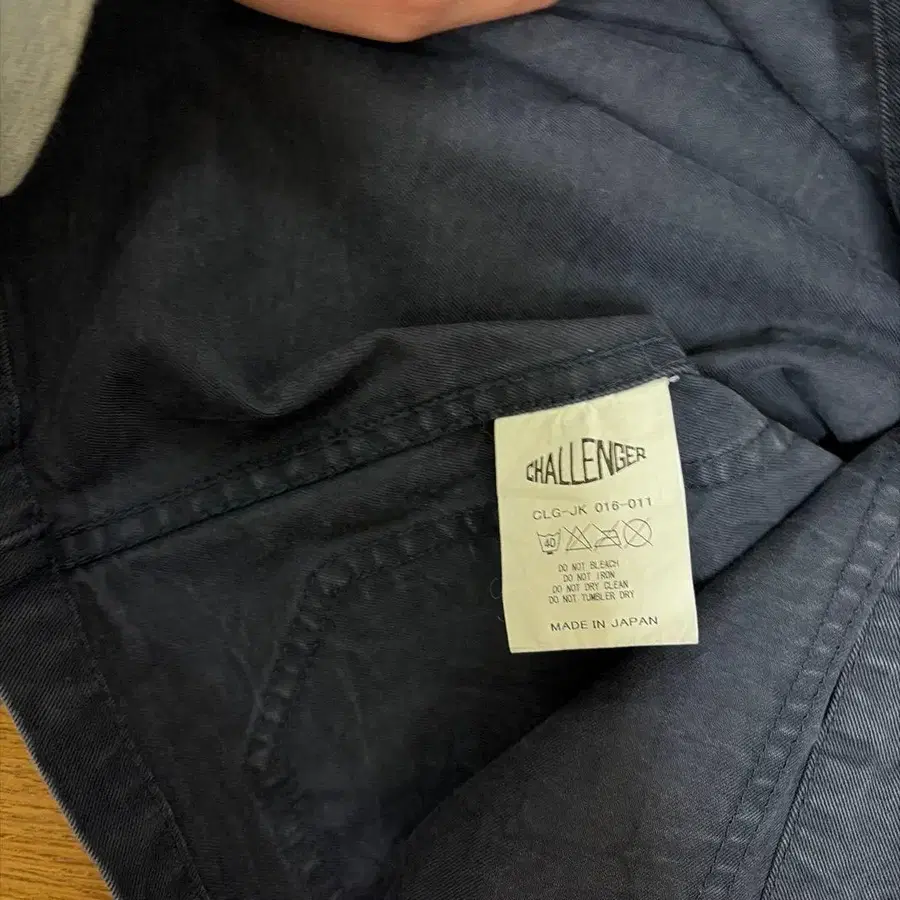 CHALLENGER
CLG-JK 016-011
40
DO NOT BLEACH
DO NOT IRON
DO NOT DRY CLEAN
DO NOT TUMBLER DRY
MADE IN JAPAN